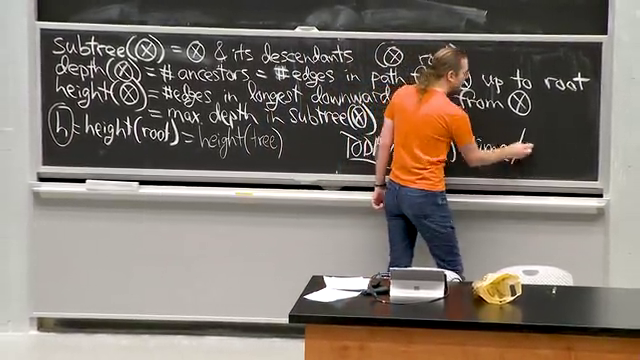 subtree(Ⓧ) = Ⓧ & its descendants (Ⓧ
depth(Ⓧ) = # ancestors = # edges in path up to root
height(Ⓧ) = # edges in longest downward from Ⓧ
= max. depth in subtree(Ⓧ)
h = height(root) = height(tree)